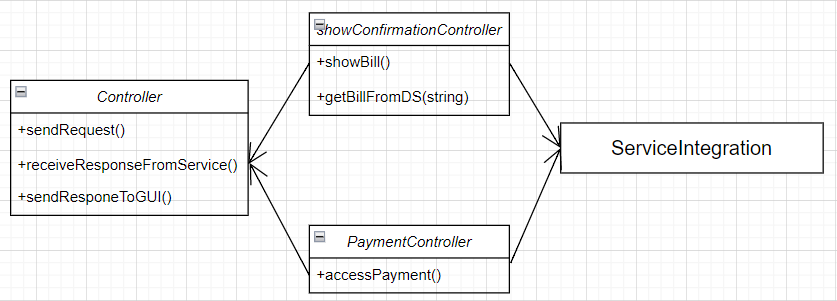 showConfirmationController
+showBill()
+getBillFromDS(string)
Controller
+sendRequest()
+receiveResponseFromService()
+sendResponeToGUI()
ServiceIntegration
PaymentController
+accessPayment()